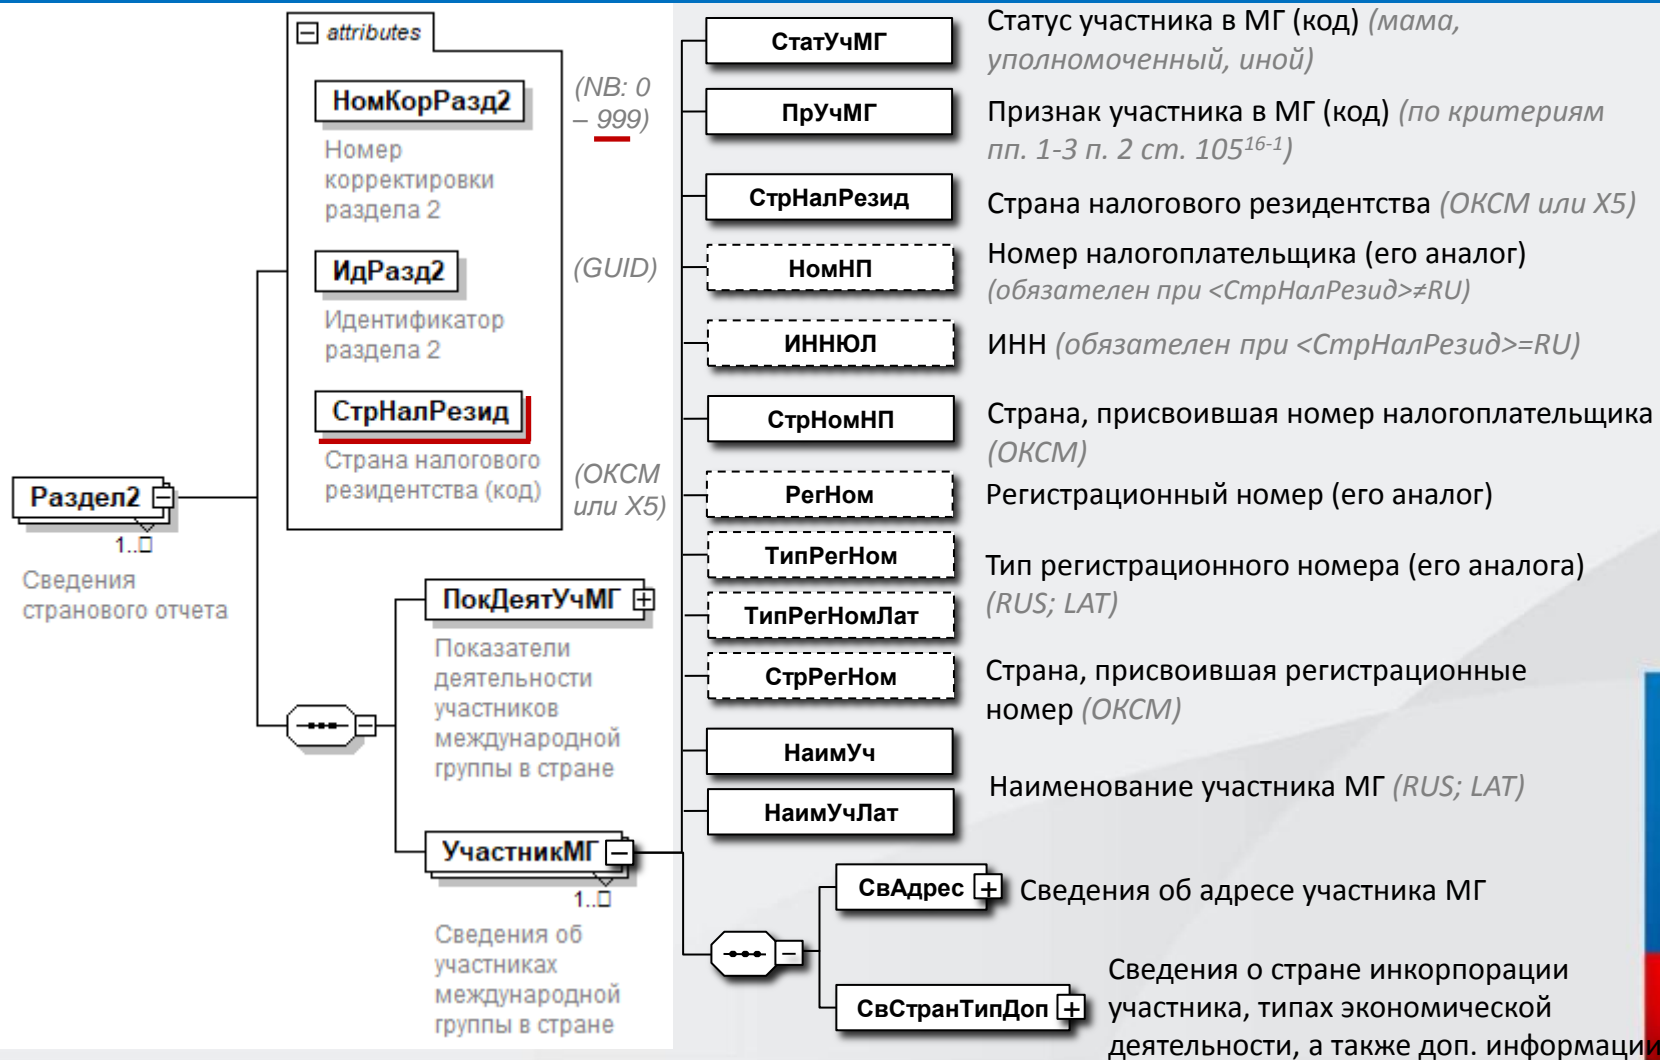 attributes
НомКорРазд2
(NB: 0
– 999)
Номер
корректировки
раздела 2
ИдРазд2
(GUID)
Идентификатор
раздела 2
СтрНалРезид
Страна налогового
резидентства (код)
(ОКСМ
или X5)
Раздел2
1..
Сведения
странового отчета
ПокДеятУчМГ
Показатели
деятельности
участников
международной
группы в стране
УчастникМГ
1..
Сведения об
участниках
международной
группы в стране
СтатУчМГ
Статус участника в МГ (код) (мама,
уполномоченный, иной)
ПрУчМГ
Признак участника в МГ (код) (по критериям
пп. 1-3 п. 2 ст. 105¹⁶⁻¹)
СтрНалРезид
Страна налогового резидентства (ОКСМ или X5)
НомНП
Номер налогоплательщика (его аналог)
(обязателен при <СтрНалРезид>≠RU)
ИННЮЛ
ИНН (обязателен при <СтрНалРезид>=RU)
СтрНомНП
Страна, присвоившая номер налогоплательщика
(ОКСМ)
РегНом
Регистрационный номер (его аналог)
ТипРегНом
Тип регистрационного номера (его аналога)
(RUS; LAT)
ТипРегНомЛат
СтрРегНом
Страна, присвоившая регистрационные
номер (ОКСМ)
НаимУч
Наименование участника МГ (RUS; LAT)
НаимУчЛат
СвАдрес
Сведения об адресе участника МГ
СвСтранТипДоп
Сведения о стране инкорпорации
участника, типах экономической
деятельности, а также доп. информации